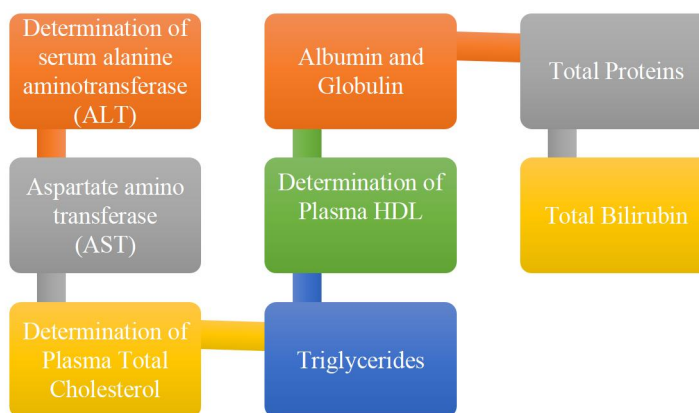 Determination of
serum alanine
aminotransferase
(ALT)
Aspartate amino
transferase
(AST)
Determination of
Plasma Total
Cholesterol
Triglycerides
Determination of
Plasma HDL
Albumin and
Globulin
Total Proteins
Total Bilirubin